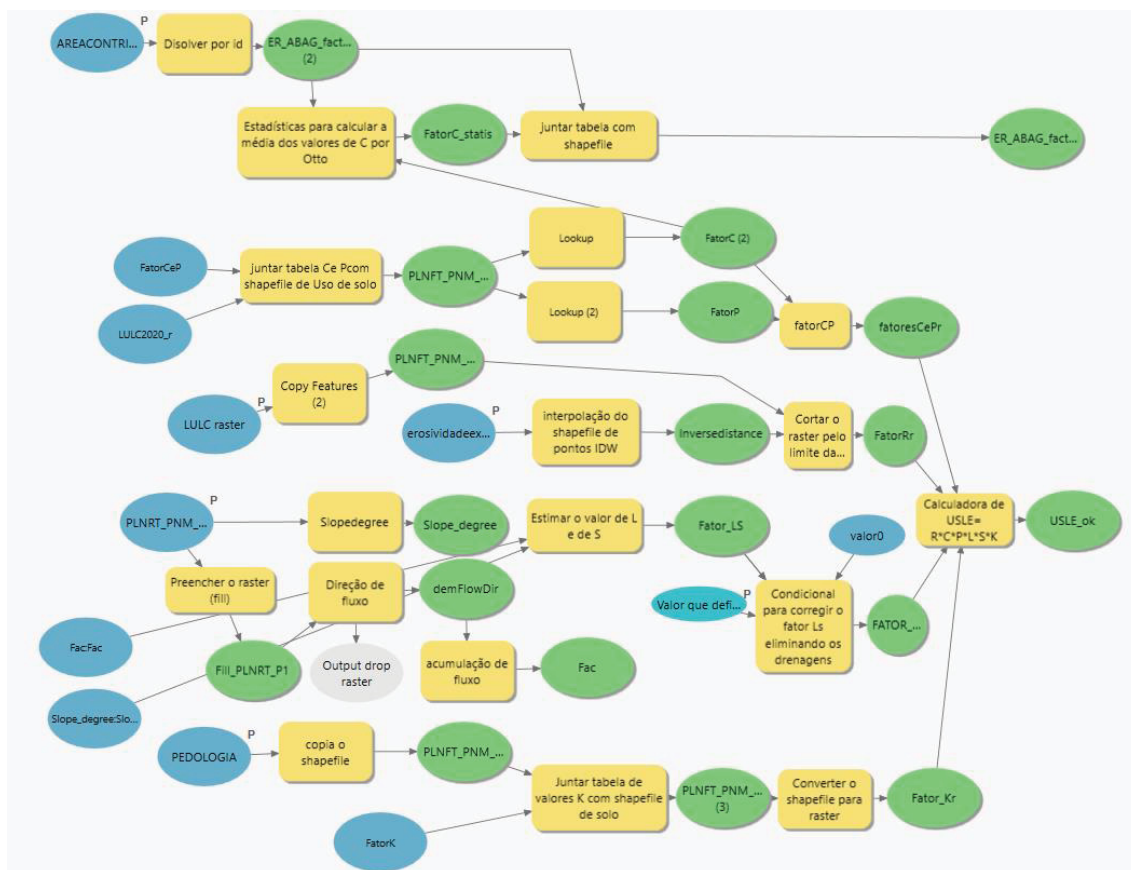 P
AREACONTRI...
Disolver por id
ER_ABAG_fact...
(2)
Estadísticas para calcular a
média dos valores de C por
Otto
FatorC_statis
Juntar tabela com
shapefile
ER_ABAG_fact...
FatorCeP
LULC2020_r
juntar tabela Ce Pcom
shapefile de Uso de solo
PLNFT_PNM_...
Lookup
FatorC (2)
Lookup (2)
FatorP
fatorCP
fatoresCePr
LULC raster
P
Copy Features
(2)
PLNFT_PNM_...
erosividadeex...
P
interpolação do
shapefile de
pontos IDW
Inversedistance
Cortar o
raster pelo
limite da...
FatorRr
PLNRT_PNM_...
P
Slopedegree
Slope_degree
Estimar o valor de L
e de S
Fator_LS
valor0
Calculadora de
USLE=
R*C*P*L*S*K
USLE_ok
Preencher o raster
(fill)
Direção de
fluxo
demFlowDir
Valor que defi...
P
Condicional
para corregir o
fator Ls
eliminando os
drenagens
FATOR_...
Fac:Fac
Fill_PLNRT_P1
Output drop
raster
acumulação de
fluxo
Fac
Slope_degree:Slo...
PEDOLOGIA
P
copia o
shapefile
PLNFT_PNM_...
Juntar tabela de
valores K com shapefile
de solo
PLNFT_PNM_...
(3)
Converter o
shapefile para
raster
Fator_Kr
FatorK